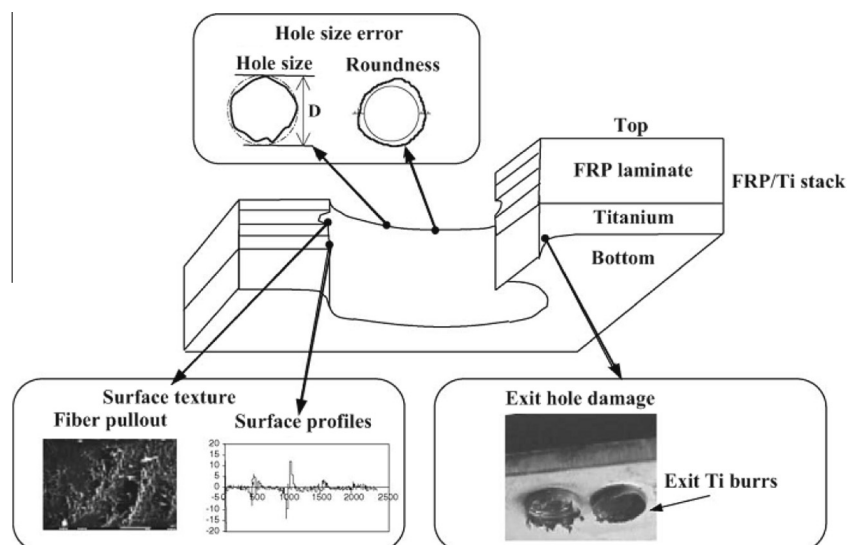 Hole size error
Hole size
Roundness
D
Top
FRP laminate
FRP/Ti stack
Titanium
Bottom
Surface texture
Fiber pullout
Surface profiles
20
15
10
5
0
-5
-10
-15
-20
500
1000
1500
2000
2500
Exit hole damage
Exit Ti burrs